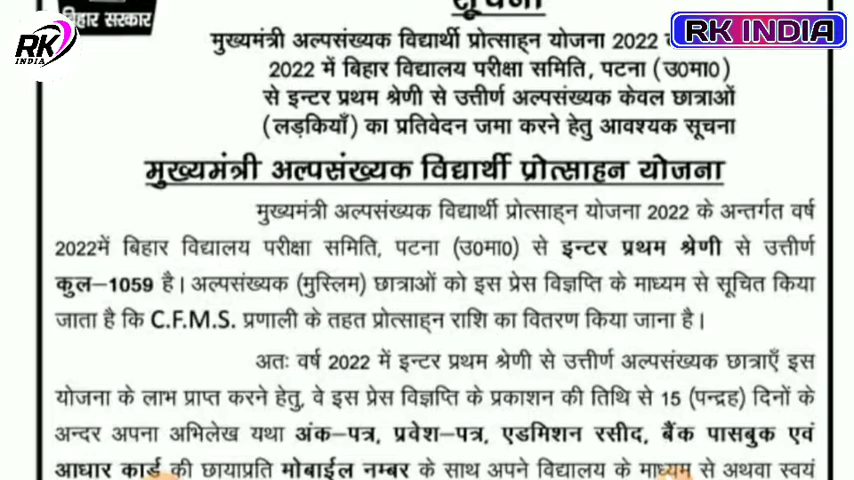 सूचना
बिहार सरकार
RK
INDIA
RK INDIA
मुख्यमंत्री अल्पसंख्यक विद्यार्थी प्रोत्साह्न योजना 2022
2022 में बिहार विद्यालय परीक्षा समिति, पटना (उ0मा0)
से इन्टर प्रथम श्रेणी से उत्तीर्ण अल्पसंख्यक केवल छात्राओं
(लड़कियाँ) का प्रतिवेदन जमा करने हेतु आवश्यक सूचना
मुख्यमंत्री अल्पसंख्यक विद्यार्थी प्रोत्साहन योजना
मुख्यमंत्री अल्पसंख्यक विद्यार्थी प्रोत्साह्न योजना 2022 के अन्तर्गत वर्ष
2022में बिहार विद्यालय परीक्षा समिति, पटना (उ0मा0) से इन्टर प्रथम श्रेणी से उत्तीर्ण
कुल–1059 है। अल्पसंख्यक (मुस्लिम) छात्राओं को इस प्रेस विज्ञप्ति के माध्यम से सूचित किया
जाता है कि C.F.M.S. प्रणाली के तहत प्रोत्साह्न राशि का वितरण किया जाना है।
अतः वर्ष 2022 में इन्टर प्रथम श्रेणी से उत्तीर्ण अल्पसंख्यक छात्राएँ इस
योजना के लाभ प्राप्त करने हेतु, वे इस प्रेस विज्ञप्ति के प्रकाशन की तिथि से 15 (पन्द्रह) दिनों के
अन्दर अपना अभिलेख यथा अंक–पत्र, प्रवेश–पत्र, एडमिशन रसीद, बैंक पासबुक एवं
आधार कार्ड की छायाप्रति मोबाईल नम्बर के साथ अपने विद्यालय के माध्यम से अथवा स्वयं